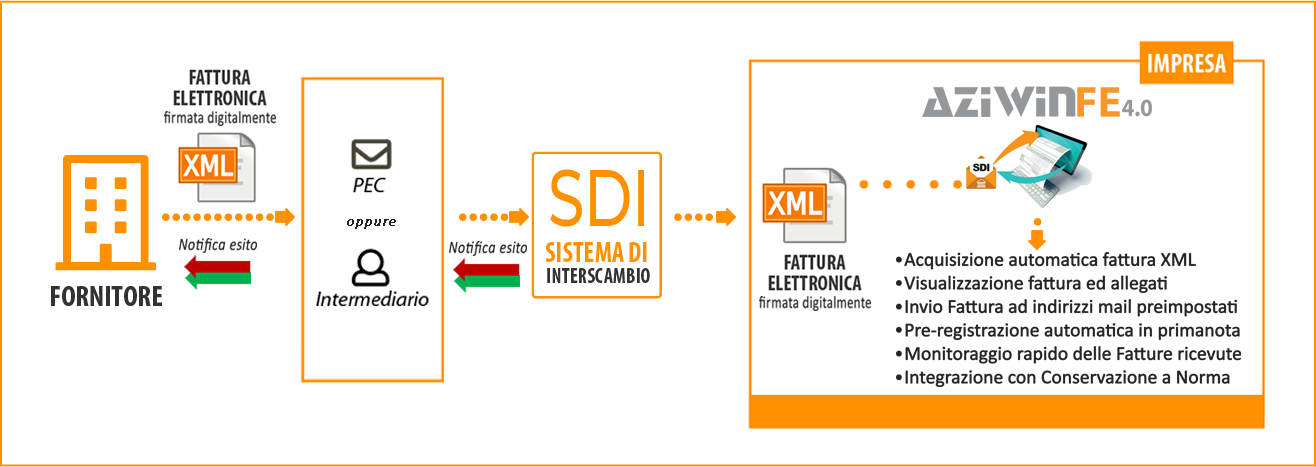 FATTURA
ELETTRONICA
firmata digitalmente
XML
FORNITORE
Notifica esito
PEC
oppure
Intermediario
Notifica esito
SDI
SISTEMA DI
INTERSCAMBIO
IMPRESA
AZIWINFE4.0
SDI
XML
FATTURA
ELETTRONICA
firmata digitalmente
•Acquisizione automatica fattura XML
•Visualizzazione fattura ed allegati
•Invio Fattura ad indirizzi mail preimpostati
•Pre-registrazione automatica in primanota
•Monitoraggio rapido delle Fatture ricevute
•Integrazione con Conservazione a Norma